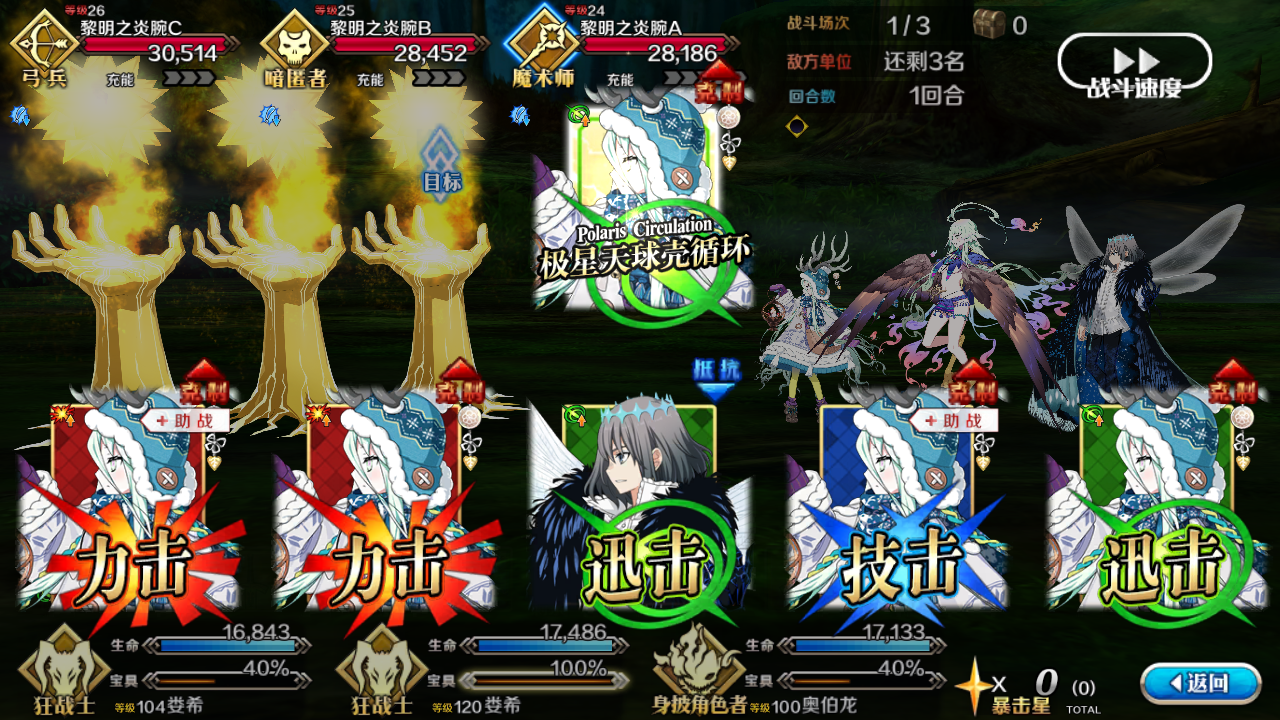 等级26
黎明之炎腕C
30,514
弓兵
充能
等级25
黎明之炎腕B
28,452
暗匿者
充能
等级24
黎明之炎腕A
28,186
魔术师
充能
战斗场次 1/3 0
敌方单位 还剩3名
回合数 1回合
战斗速度
目标
克制
Polaris Circulation
极星天球壳循环
克制
+助战
力击
克制
力击
抵抗
迅击
克制
+助战
技击
克制
迅击
狂战士
生命 16,843
宝具 40%
等级104娄希
狂战士
生命 17,486
宝具 100%
等级120娄希
身披角色者
生命 17,133
宝具 40%
等级100奥伯龙
X 0 (0)
暴击星 TOTAL
返回